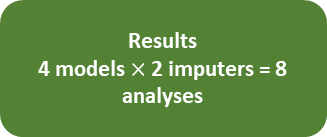 Results
4 models × 2 imputers = 8
analyses